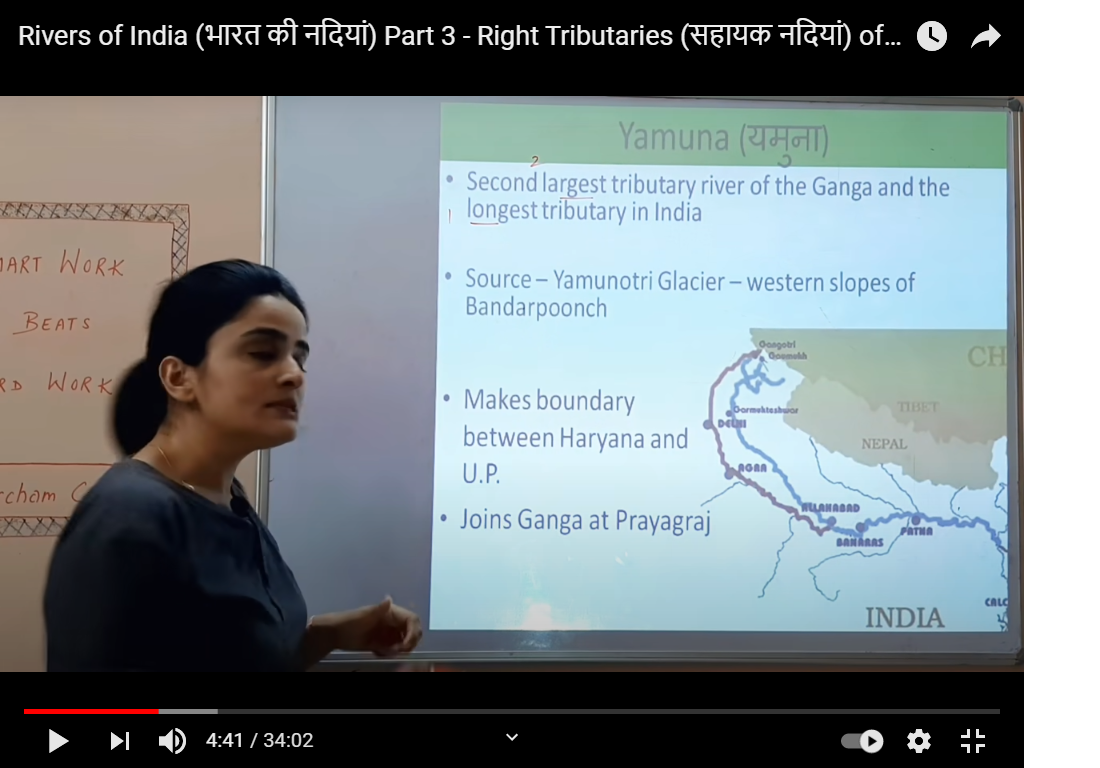 Rivers of India (भारत की नदियां) Part 3 - Right Tributaries (सहायक नदियां) of...
WORK
BEATS
WORK
Yamuna (यमुना)
2
• Second largest tributary river of the Ganga and the
1 longest tributary in India
• Source – Yamunotri Glacier – western slopes of
Bandarpoonch
• Makes boundary
between Haryana and
U.P.
• Joins Ganga at Prayagraj
Gangotri
Gaumukh
CH
TIBET
Garmukteshwar
DELHI
NEPAL
AGRA
ALLAHABAD
PATNA
BANARAS
CALC
INDIA
4:41 / 34:02